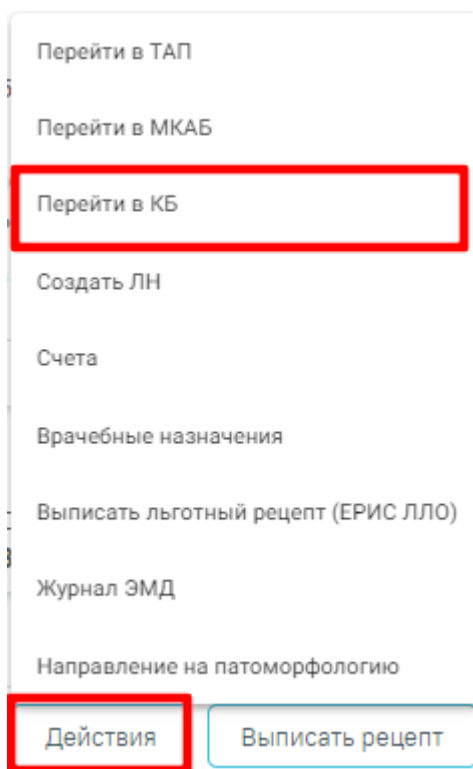 Перейти в ТАП
Перейти в МКАБ
Перейти в КБ
Создать ЛН
Счета
Врачебные назначения
Выписать льготный рецепт (ЕРИС ЛЛО)
Журнал ЭМД
Направление на патоморфологию
Действия Выписать рецепт